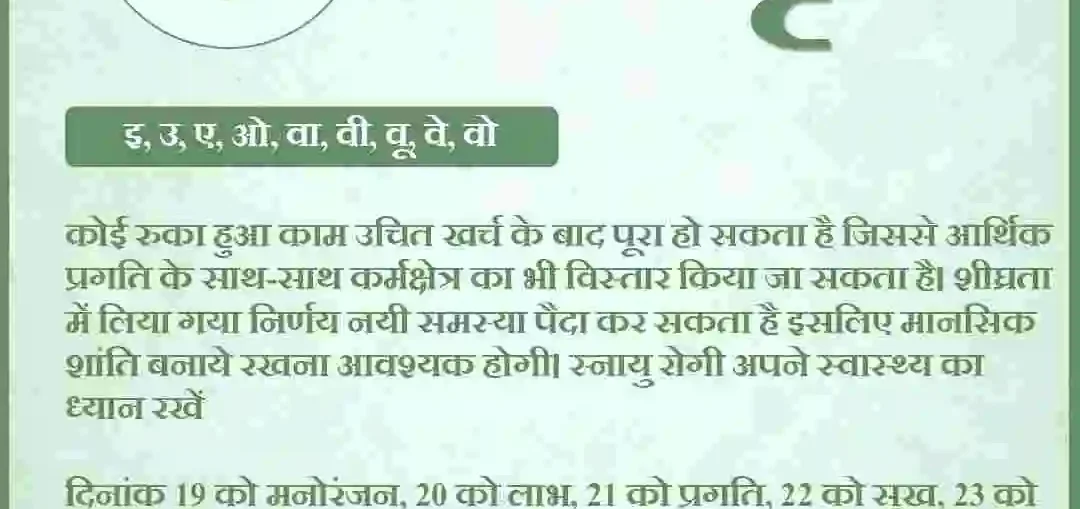 इ, उ, ए, ओ, वा, वी, वू, वे, वो
कोई रुका हुआ काम उचित खर्च के बाद पूरा हो सकता है जिससे आर्थिक
प्रगति के साथ-साथ कर्मक्षेत्र का भी विस्तार किया जा सकता है। शीघ्रता
में लिया गया निर्णय नयी समस्या पैदा कर सकता है इसलिए मानसिक
शांति बनाये रखना आवश्यक होगी। स्नायु रोगी अपने स्वास्थ्य का
ध्यान रखें
दिनांक 19 को मनोरंजन, 20 को लाभ, 21 को प्रगति, 22 को सुख, 23 को